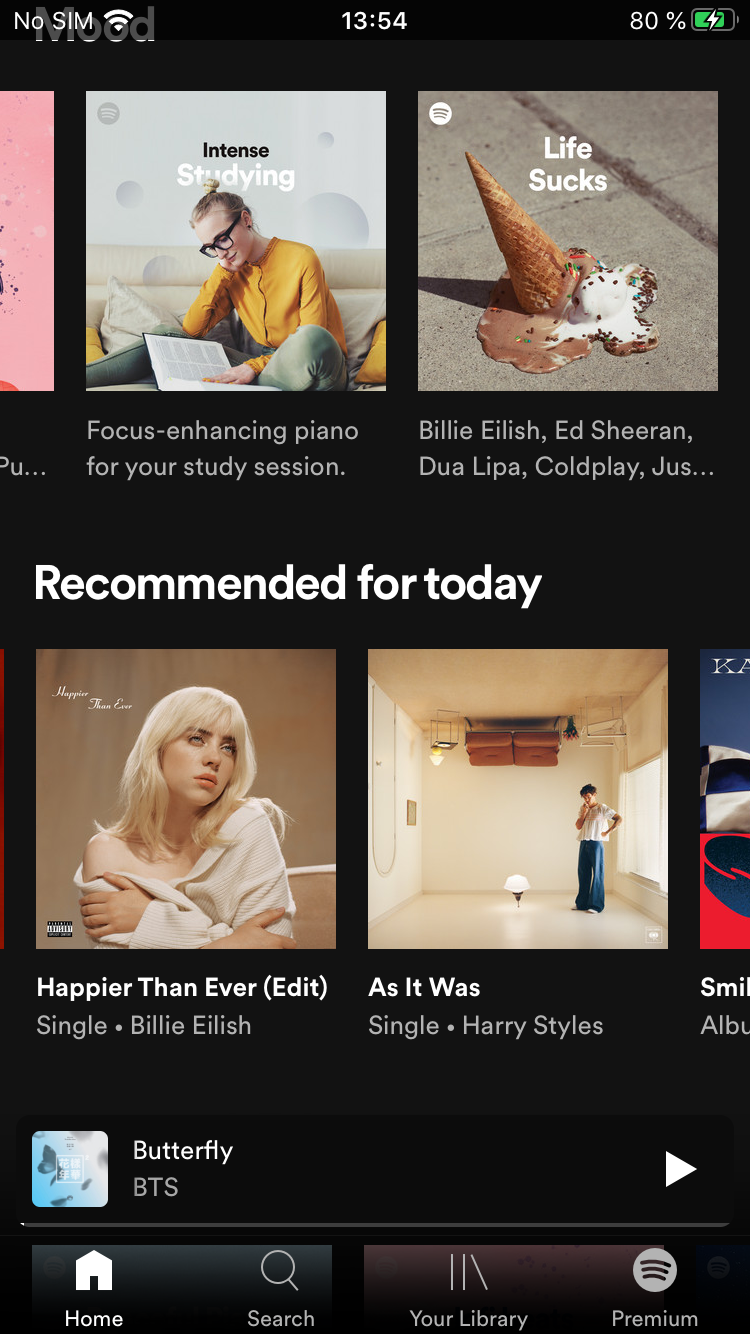 No SIM
13:54
80 %
Mood
Intense
Studying
Life
Sucks
Focus-enhancing piano
for your study session.
Billie Eilish, Ed Sheeran,
Dua Lipa, Coldplay, Jus...
Pu...
Recommended for today
Happier
Than Ever
KA
Happier Than Ever (Edit)
Single • Billie Eilish
As It Was
Single • Harry Styles
Smil
Albu
Butterfly
BTS
Home
Search
Your Library
Premium